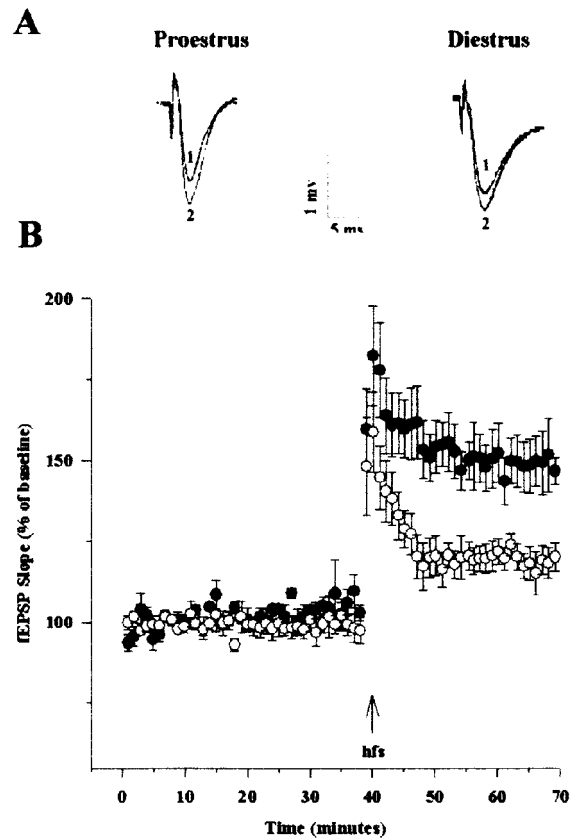 A
Proestrus
Diestrus
1
2
1 mv
5 ms
1
2
B
fEPSP Slope (% of baseline)
200
150
100
hfs
0 10 20 30 40 50 60 70
Time (minutes)